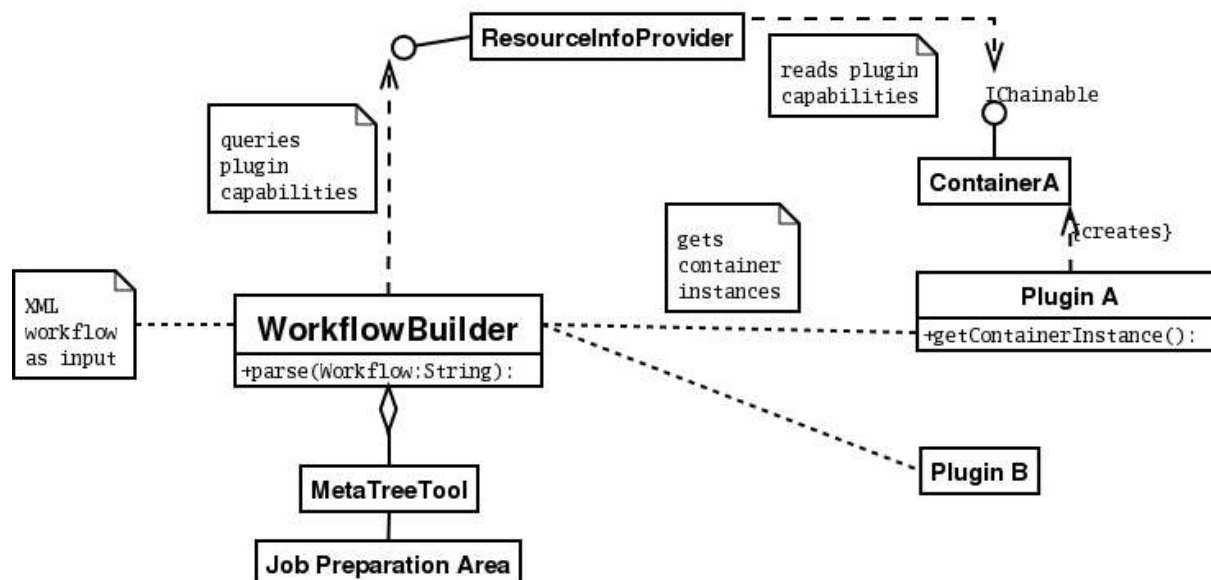 ResourceInfoProvider
reads plugin
capabilities
IChainable
queries
plugin
capabilities
ContainerA
{creates}
gets
container
instances
XML
workflow
as input
WorkflowBuilder
+parse(Workflow:String):
Plugin A
+getContainerInstance():
Plugin B
MetaTreeTool
Job Preparation Area